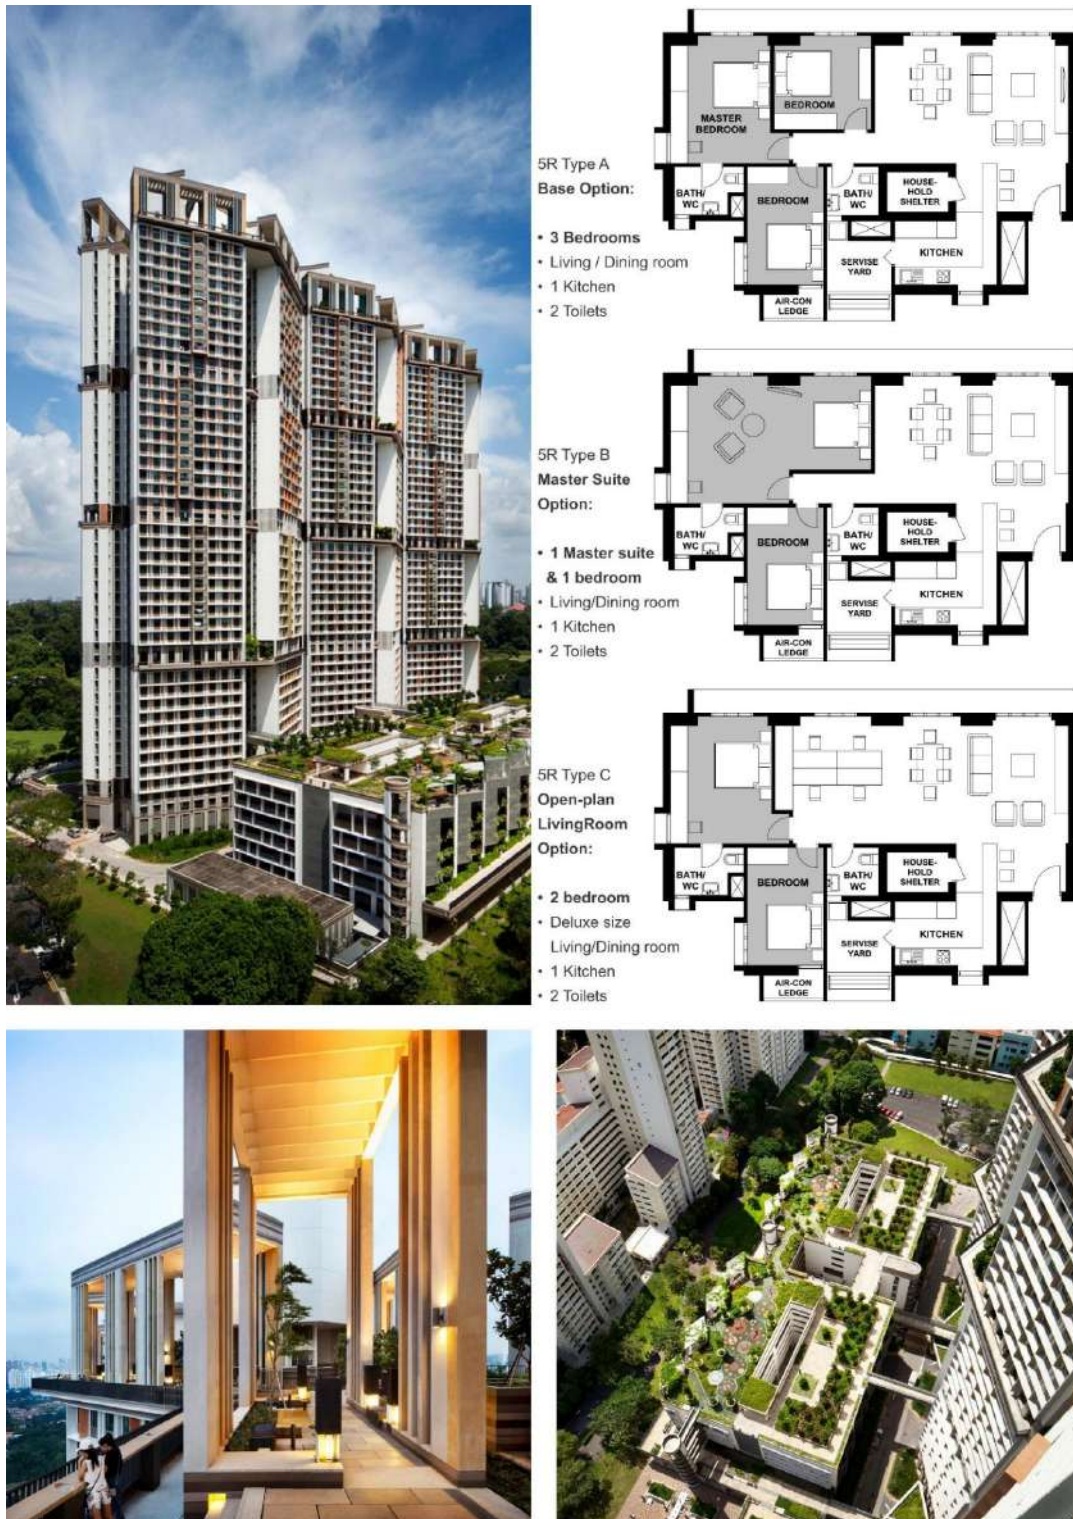 MASTER
BEDROOM
BEDROOM
5R Type A
Base Option:
BATH/
WC
BEDROOM
BATH/
WC
HOUSE-
HOLD
SHELTER
• 3 Bedrooms
• Living / Dining room
• 1 Kitchen
• 2 Toilets
SERVISE
YARD
KITCHEN
AIR-CON
LEDGE
5R Type B
Master Suite
Option:
BATH/
WC
BEDROOM
BATH/
WC
HOUSE-
HOLD
SHELTER
• 1 Master suite
& 1 bedroom
• Living/Dining room
• 1 Kitchen
• 2 Toilets
SERVISE
YARD
KITCHEN
AIR-CON
LEDGE
5R Type C
Open-plan
LivingRoom
Option:
BATH/
WC
BEDROOM
BATH/
WC
HOUSE-
HOLD
SHELTER
• 2 bedroom
• Deluxe size
Living/Dining room
• 1 Kitchen
• 2 Toilets
SERVISE
YARD
KITCHEN
AIR-CON
LEDGE